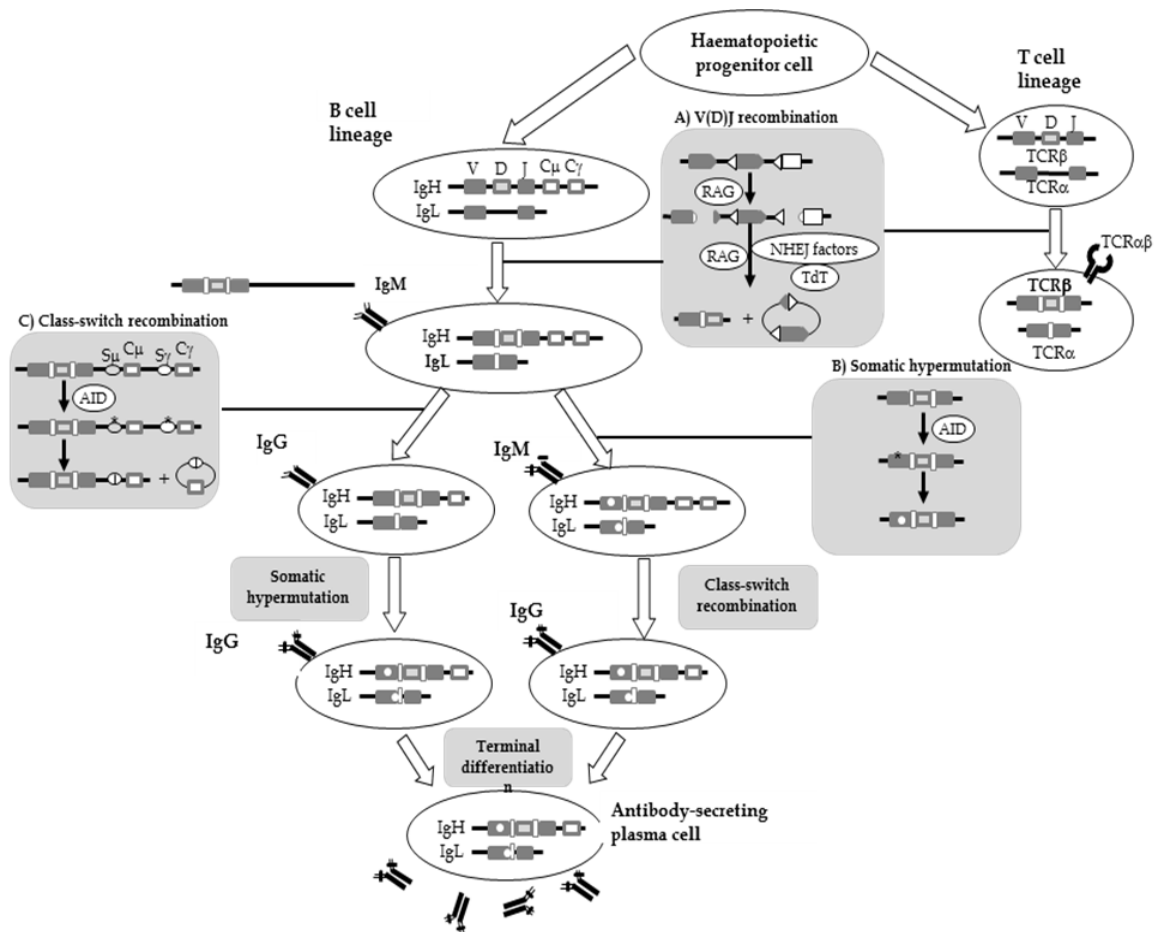 Haematopoietic
progenitor cell
T cell
lineage
B cell
lineage
A) V(D)J recombination
V D J
TCRβ
TCRα
V D J Cμ Cγ
IgH
IgL
RAG
RAG
NHEJ factors
TdT
+
TCRαβ
TCRβ
TCRα
IgM
IgH
IgL
C) Class-switch recombination
Sμ Cμ Sγ Cγ
AID
*
*
+
B) Somatic hypermutation
AID
*
IgG
IgH
IgL
IgM
IgH
IgL
Somatic
hypermutation
Class-switch
recombination
IgG
IgH
IgL
IgG
IgH
IgL
Terminal
differentiatio
n
Antibody-secreting
plasma cell
IgH
IgL